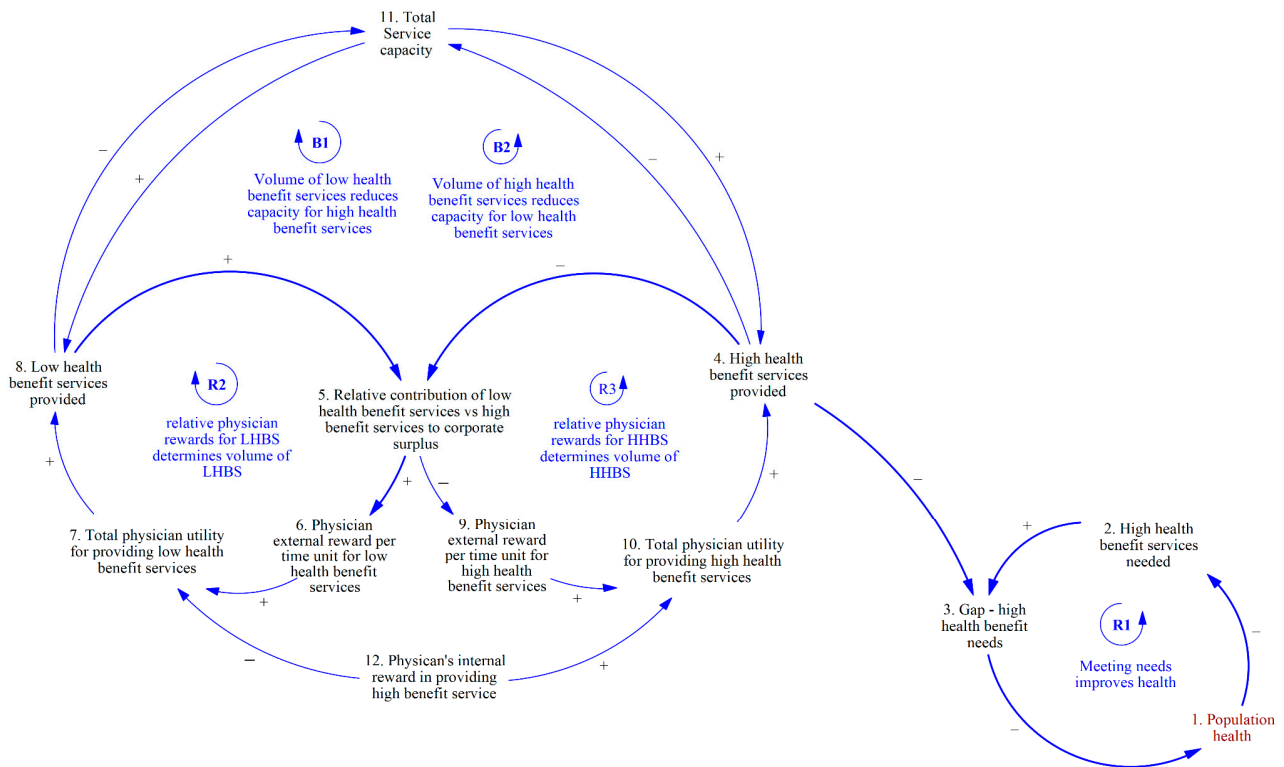 11. Total
Service
capacity
−
+
−
+
B1
Volume of low health
benefit services reduces
capacity for high health
benefit services
B2
Volume of high health
benefit services reduces
capacity for low health
benefit services
+
−
8. Low health
benefit services
provided
R2
relative physician
rewards for LHBS
determines volume of
LHBS
5. Relative contribution of low
health benefit services vs high
benefit services to corporate
surplus
R3
relative physician
rewards for HHBS
determines volume of
HHBS
4. High health
benefit services
provided
+
+
−
+
−
7. Total physician utility
for providing low health
benefit services
6. Physician
external reward per
time unit for low
health benefit
services
9. Physician
external reward
per time unit for
high health
benefit services
10. Total physician utility
for providing high health
benefit services
+
+
−
+
12. Physican's internal
reward in providing
high benefit service
+
2. High health
benefit services
needed
3. Gap - high
health benefit
needs
R1
Meeting needs
improves health
−
−
1. Population
health